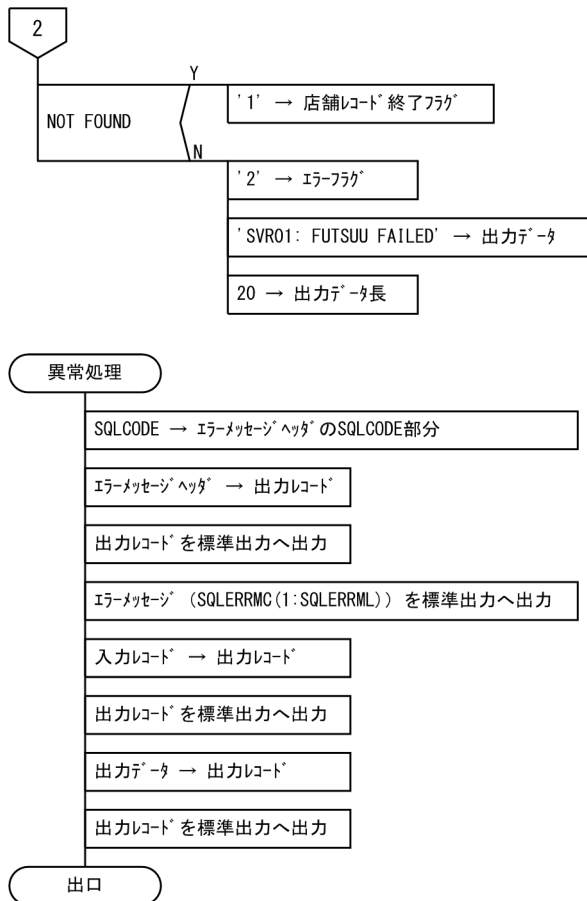 2
Y
'1' → 店舗ﾚｺｰﾄﾞ終了ﾌﾗｸﾞ
NOT FOUND
N
'2' → ｴﾗｰﾌﾗｸﾞ
'SVR01: FUTSUU FAILED' → 出力ﾃﾞｰﾀ
20 → 出力ﾃﾞｰﾀ長
異常処理
SQLCODE → ｴﾗｰﾒｯｾｰｼﾞﾍｯﾀﾞのSQLCODE部分
ｴﾗｰﾒｯｾｰｼﾞﾍｯﾀﾞ → 出力ﾚｺｰﾄﾞ
出力ﾚｺｰﾄﾞを標準出力へ出力
ｴﾗｰﾒｯｾｰｼﾞ (SQLERRMC(1:SQLERRML)) を標準出力へ出力
入力ﾚｺｰﾄﾞ → 出力ﾚｺｰﾄﾞ
出力ﾚｺｰﾄﾞを標準出力へ出力
出力ﾃﾞｰﾀ → 出力ﾚｺｰﾄﾞ
出力ﾚｺｰﾄﾞを標準出力へ出力
出口